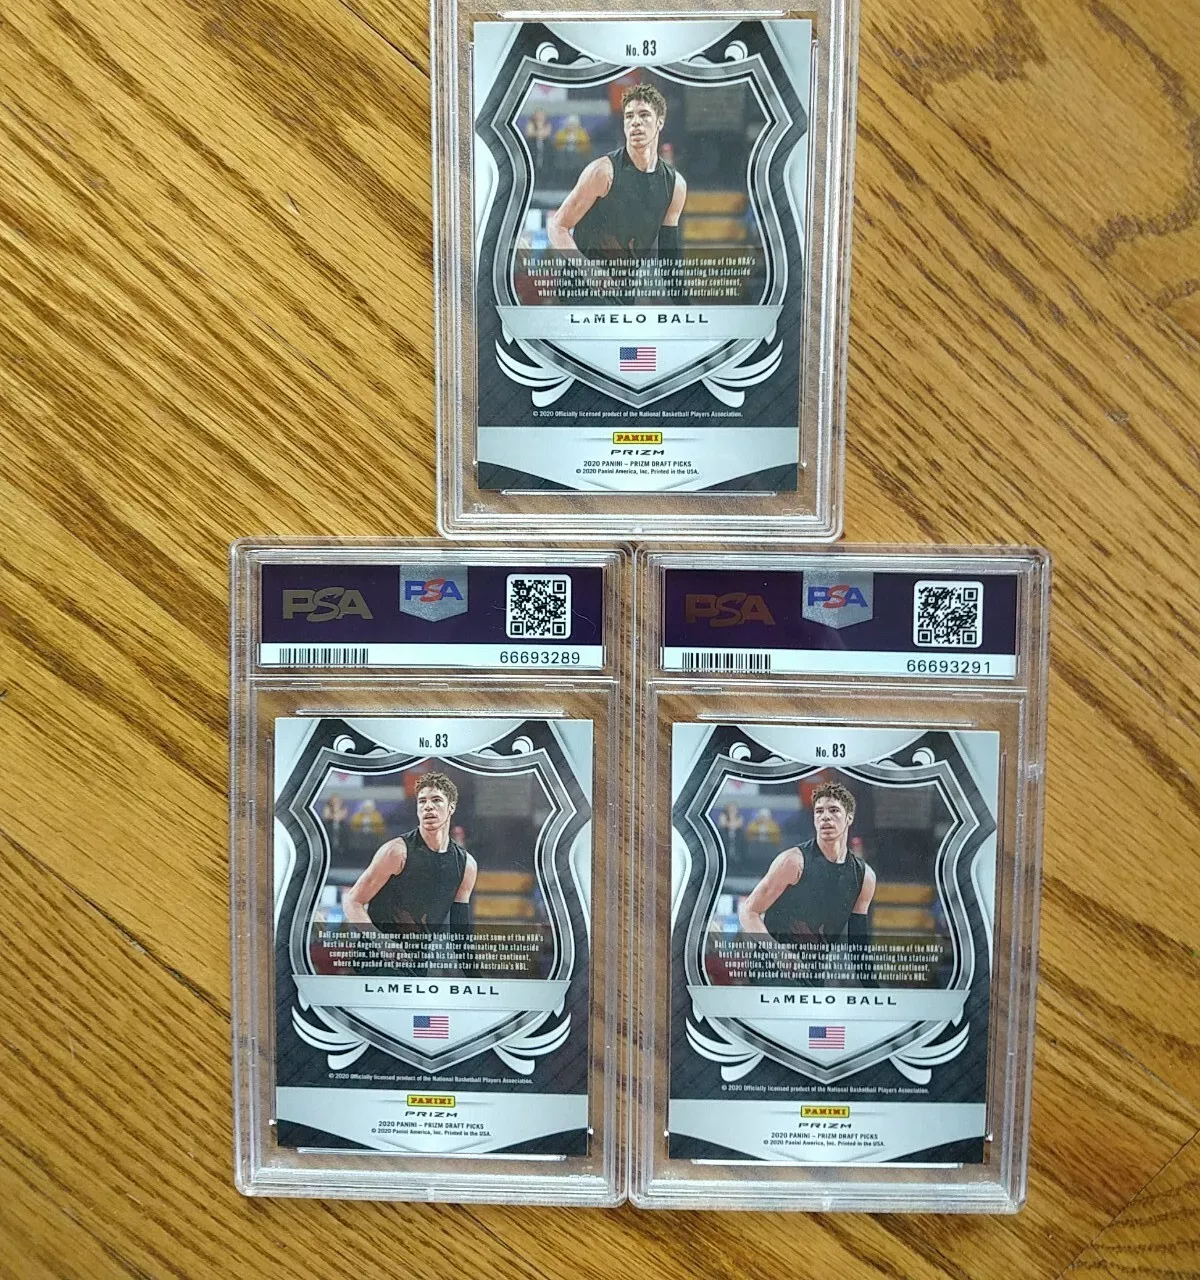 No. 83
Ball spent the 2019 summer authoring highlights against some of the NBA's
best in Los Angeles' famed Drew League. After dominating the stateside
competition, the floor general took his talent to another continent,
where he packed out arenas and became a star in Australia's NBL.
LaMELO BALL
© 2020 Officially licensed product of the National Basketball Players Association.
PANINI
PRIZM
2020 PANINI – PRIZM DRAFT PICKS
© 2020 Panini America, Inc. Printed in the USA.
PSA
PSA PSA
66693289
No. 83
Ball spent the 2019 summer authoring highlights against some of the NBA's
best in Los Angeles' famed Drew League. After dominating the stateside
competition, the floor general took his talent to another continent,
where he packed out arenas and became a star in Australia's NBL.
LaMELO BALL
© 2020 Officially licensed product of the National Basketball Players Association.
PANINI
PRIZM
2020 PANINI – PRIZM DRAFT PICKS
© 2020 Panini America, Inc. Printed in the USA.
PSA PSA
66693291
No. 83
Ball spent the 2019 summer authoring highlights against some of the NBA's
best in Los Angeles' famed Drew League. After dominating the stateside
competition, the floor general took his talent to another continent,
where he packed out arenas and became a star in Australia's NBL.
LaMELO BALL
© 2020 Officially licensed product of the National Basketball Players Association.
PANINI
PRIZM
2020 PANINI – PRIZM DRAFT PICKS
© 2020 Panini America, Inc. Printed in the USA.